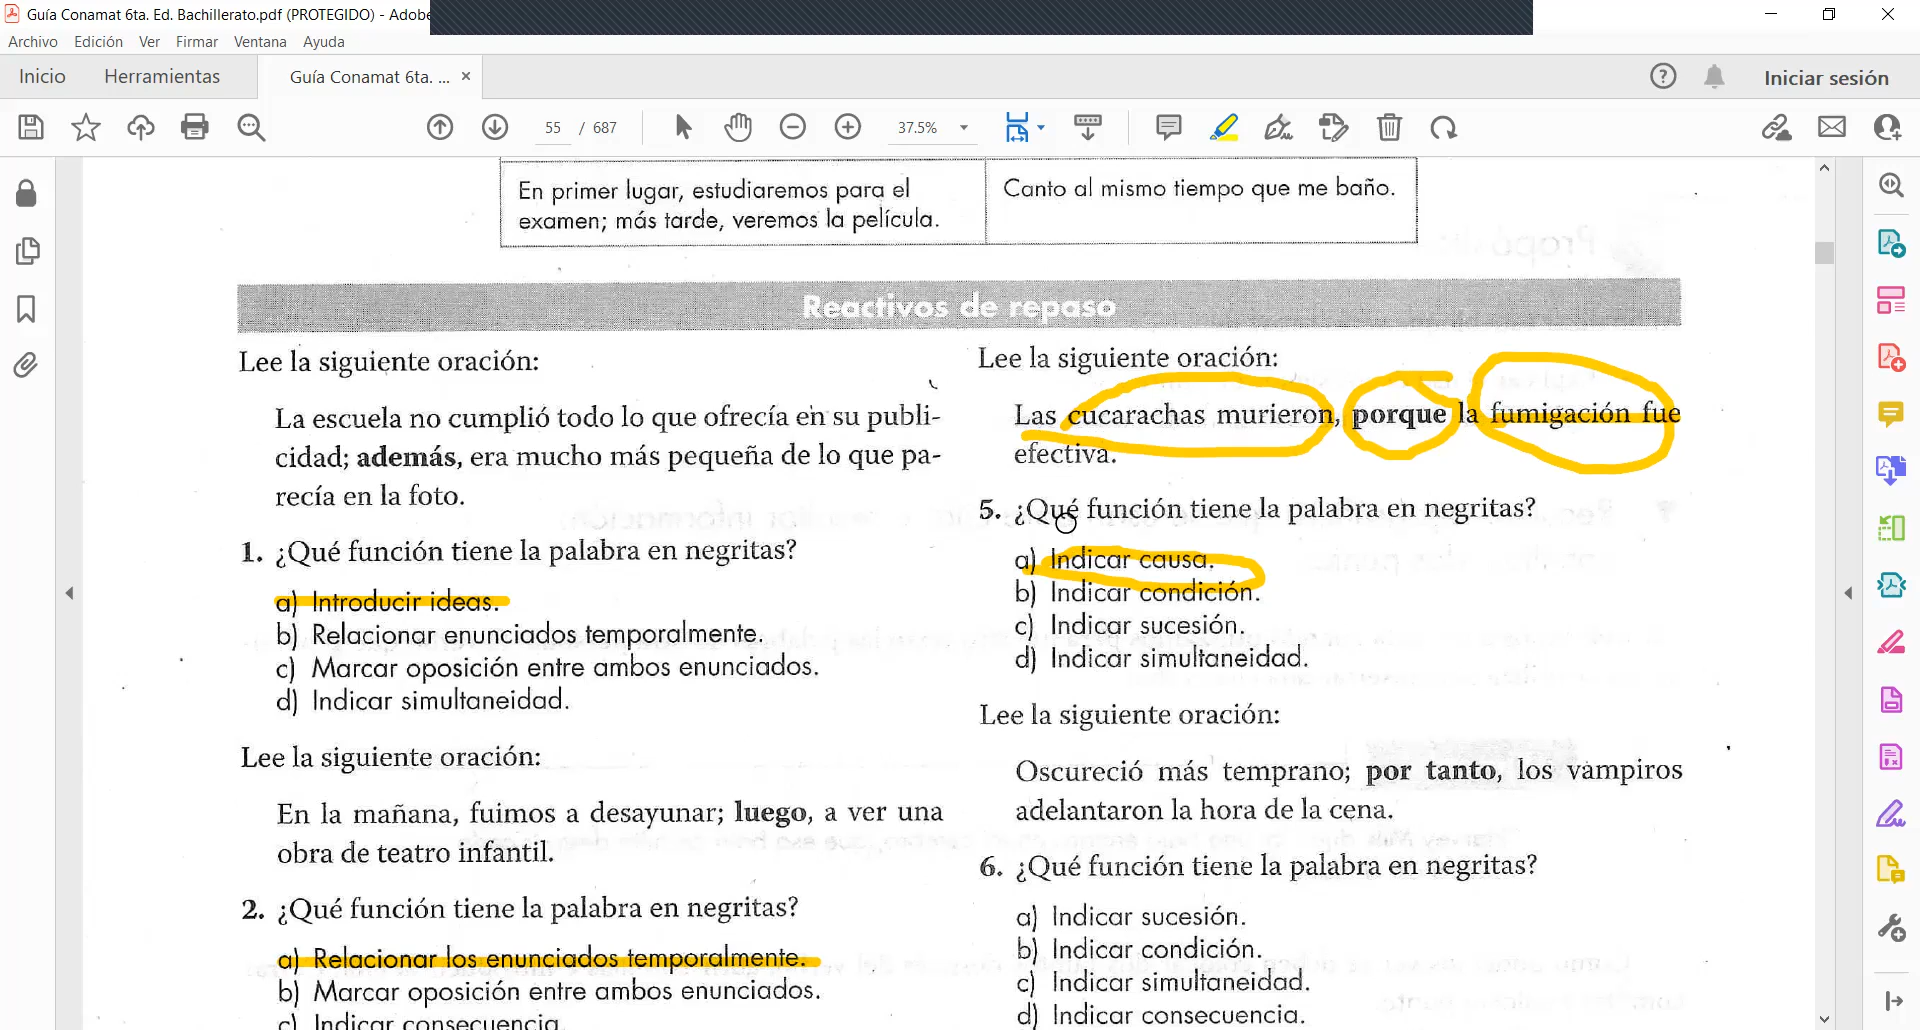 Guía Conamat 6ta. Ed. Bachillerato.pdf (PROTEGIDO) - Adobe
Archivo Edición Ver Firmar Ventana Ayuda
Inicio Herramientas Guía Conamat 6ta. ... × Iniciar sesión
55 / 687 37.5%
En primer lugar, estudiaremos para el
examen; más tarde, veremos la película.
Canto al mismo tiempo que me baño.
Reactivos de repaso
Lee la siguiente oración:
La escuela no cumplió todo lo que ofrecía en su publi-
cidad; además, era mucho más pequeña de lo que pa-
recía en la foto.
1. ¿Qué función tiene la palabra en negritas?
a) Introducir ideas.
b) Relacionar enunciados temporalmente.
c) Marcar oposición entre ambos enunciados.
d) Indicar simultaneidad.
Lee la siguiente oración:
En la mañana, fuimos a desayunar; luego, a ver una
obra de teatro infantil.
2. ¿Qué función tiene la palabra en negritas?
a) Relacionar los enunciados temporalmente.
b) Marcar oposición entre ambos enunciados.
c) Indicar consecuencia.
Lee la siguiente oración:
Las cucarachas murieron, porque la fumigación fue
efectiva.
5. ¿Qué función tiene la palabra en negritas?
a) Indicar causa.
b) Indicar condición.
c) Indicar sucesión.
d) Indicar simultaneidad.
Lee la siguiente oración:
Oscureció más temprano; por tanto, los vampiros
adelantaron la hora de la cena.
6. ¿Qué función tiene la palabra en negritas?
a) Indicar sucesión.
b) Indicar condición.
c) Indicar simultaneidad.
d) Indicar consecuencia.